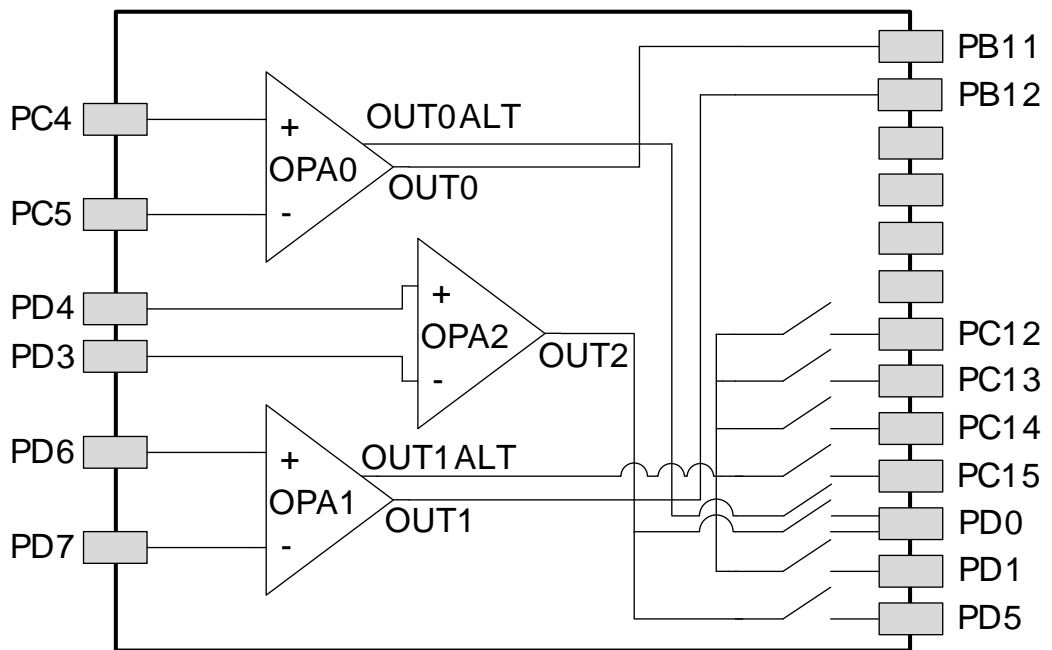 PB11
PC4
PB12
+
OUT0ALT
OPA0
OUT0
PC5
-
PD4
+
OPA2
PC12
PD3
OUT2
-
PC13
PC14
PD6
+
OUT1ALT
PC15
OPA1
OUT1
PD0
PD7
-
PD1
PD5